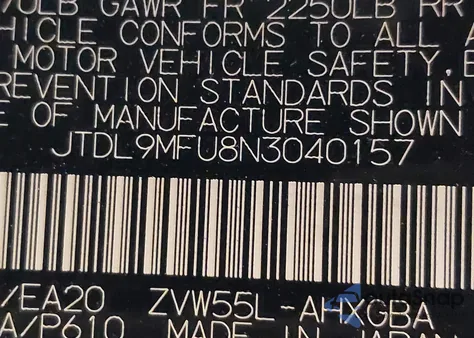 GAWR FR 2250LB RR
HICLE CONFORMS TO ALL
MOTOR VEHICLE SAFETY,
REVENTION STANDARDS IN
E OF MANUFACTURE SHOWN
JTDL9MFU8N3040157
/EA20 ZVW55L-AHXGBA
A/P610 MADE IN JAPAN